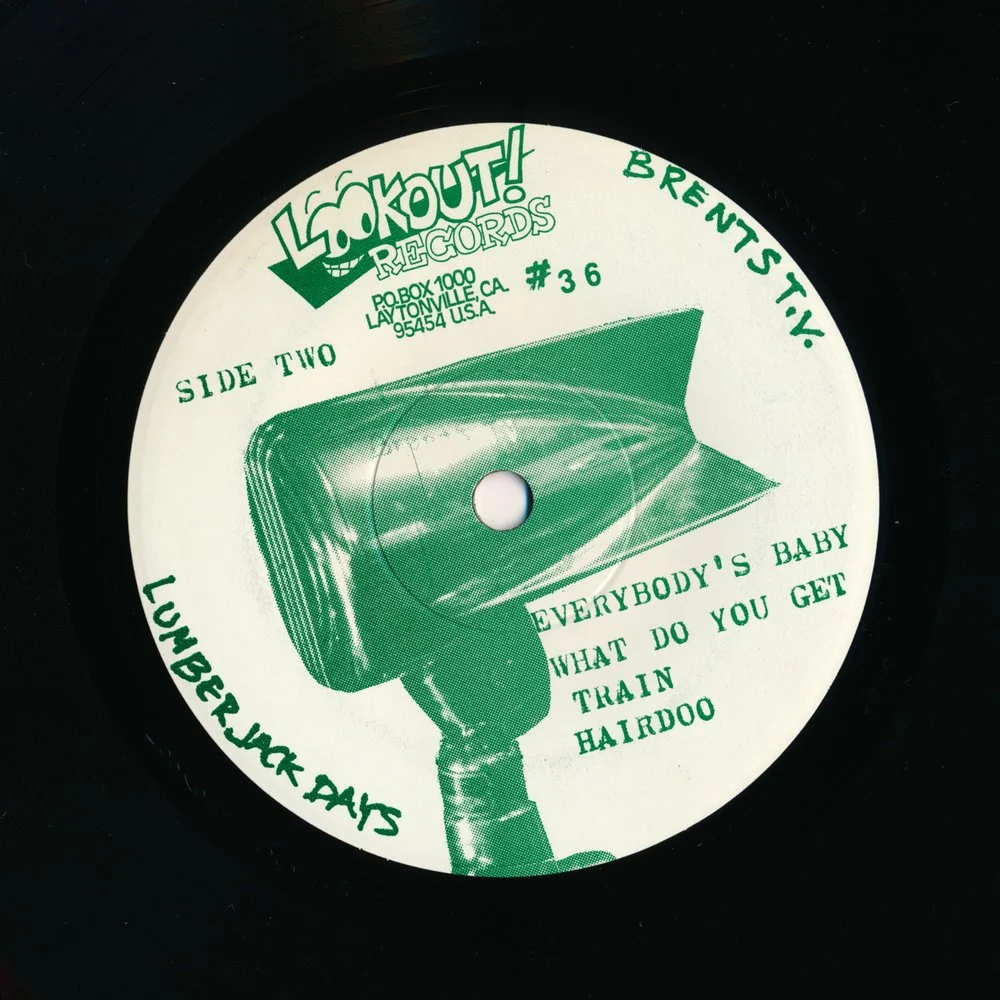 LOOKOUT!
RECORDS
P.O. BOX 1000
LAYTONVILLE, CA.
95454 U.S.A.
#36
BRENTS T.V.
SIDE TWO
EVERYBODY'S BABY
WHAT DO YOU GET
TRAIN
HAIRDOO
LUMBERJACK DAYS